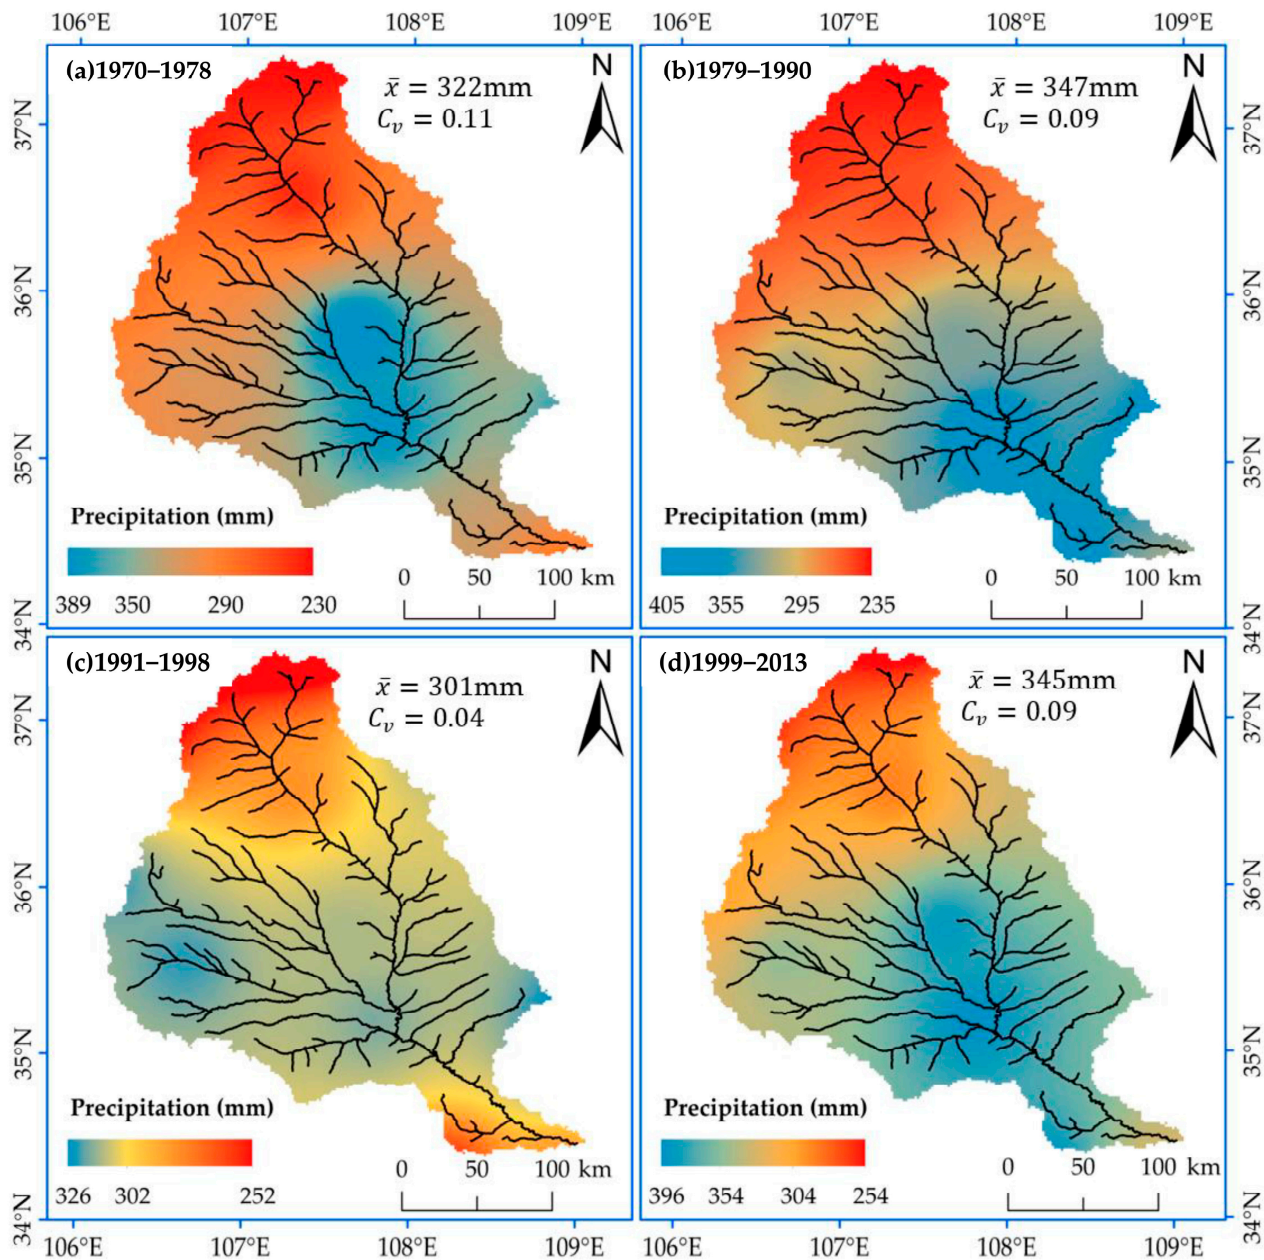 106°E 107°E 108°E 109°E 106°E 107°E 108°E 109°E
(a)1970–1978
x̄ = 322mm
C_v = 0.11
N
37°N
36°N
35°N
34°N
Precipitation (mm)
389 350 290 230
0 50 100 km
(b)1979–1990
x̄ = 347mm
C_v = 0.09
N
37°N
36°N
35°N
34°N
Precipitation (mm)
405 355 295 235
0 50 100 km
(c)1991–1998
x̄ = 301mm
C_v = 0.04
N
37°N
36°N
35°N
34°N
Precipitation (mm)
326 302 252
0 50 100 km
(d)1999–2013
x̄ = 345mm
C_v = 0.09
N
37°N
36°N
35°N
34°N
Precipitation (mm)
396 354 304 254
0 50 100 km
106°E 107°E 108°E 109°E 106°E 107°E 108°E 109°E